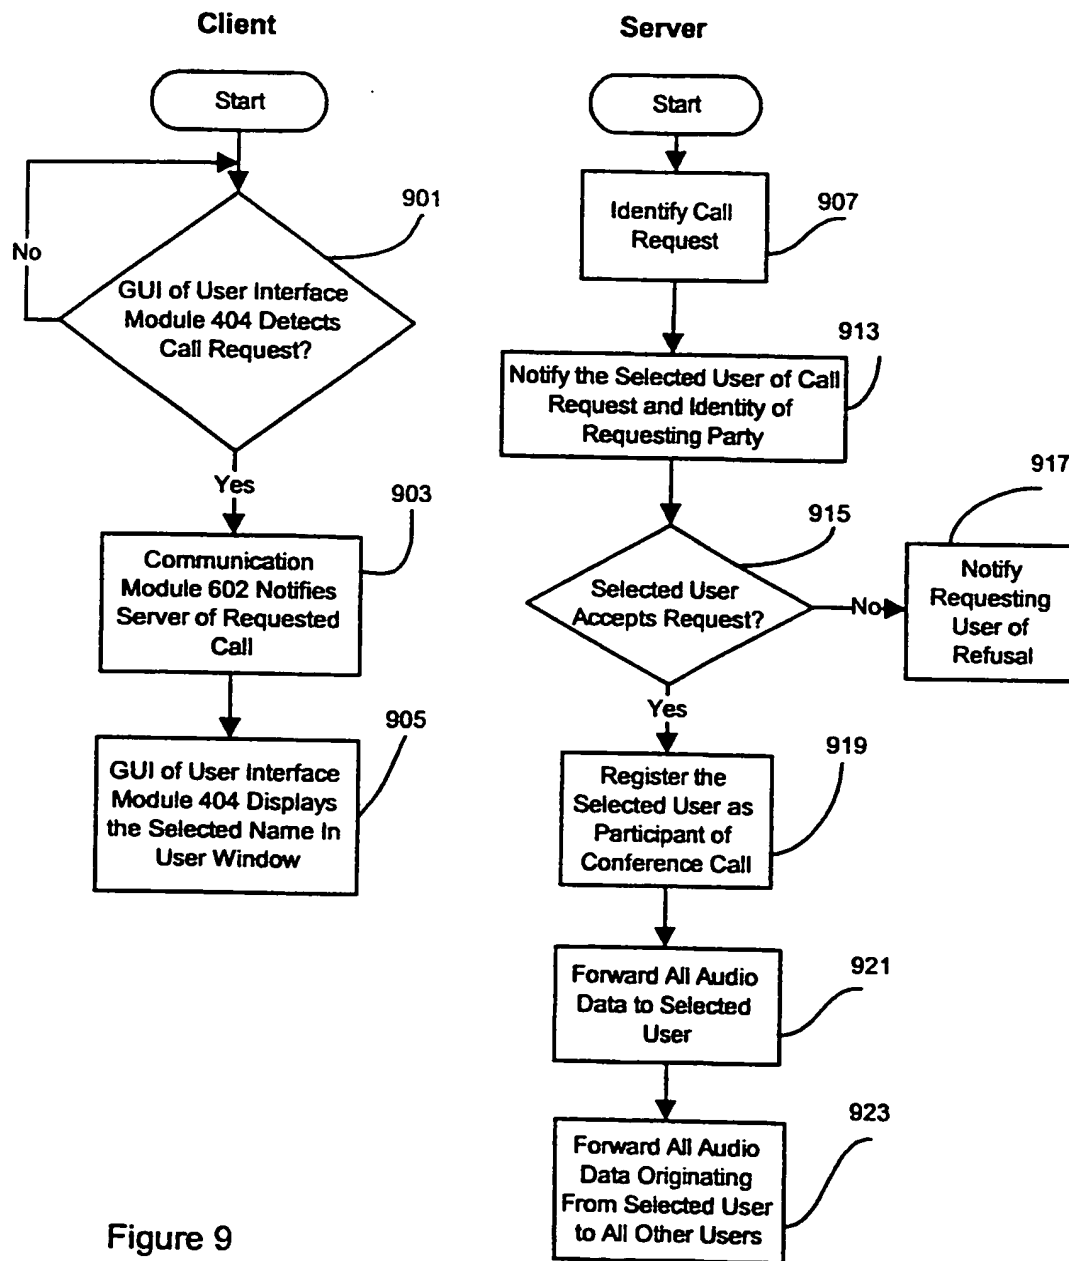 Client
Start
No
901
GUI of User Interface
Module 404 Detects
Call Request?
Yes
903
Communication
Module 602 Notifies
Server of Requested
Call
905
GUI of User Interface
Module 404 Displays
the Selected Name In
User Window
Server
Start
907
Identify Call
Request
913
Notify the Selected User of Call
Request and Identity of
Requesting Party
915
Selected User
Accepts Request?
No
917
Notify
Requesting
User of
Refusal
Yes
919
Register the
Selected User as
Participant of
Conference Call
921
Forward All Audio
Data to Selected
User
923
Forward All Audio
Data Originating
From Selected User
to All Other Users
Figure 9